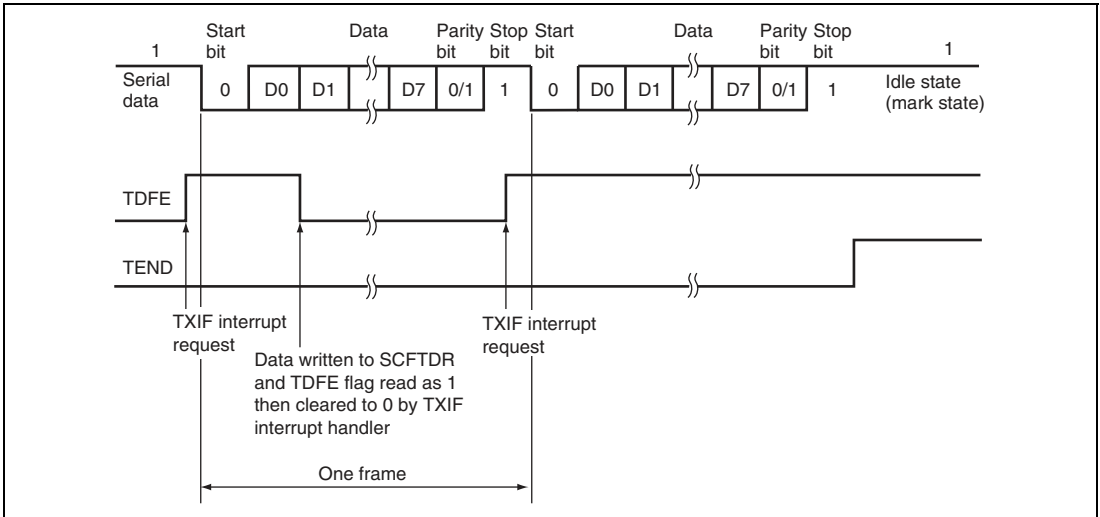 Start bit Data Parity bit Stop bit Start bit Data Parity bit Stop bit
1 1
Serial data 0 D0 D1 D7 0/1 1 0 D0 D1 D7 0/1 1 Idle state (mark state)
TDFE
TEND
TXIF interrupt request
Data written to SCFTDR
and TDFE flag read as 1
then cleared to 0 by TXIF
interrupt handler
TXIF interrupt request
One frame